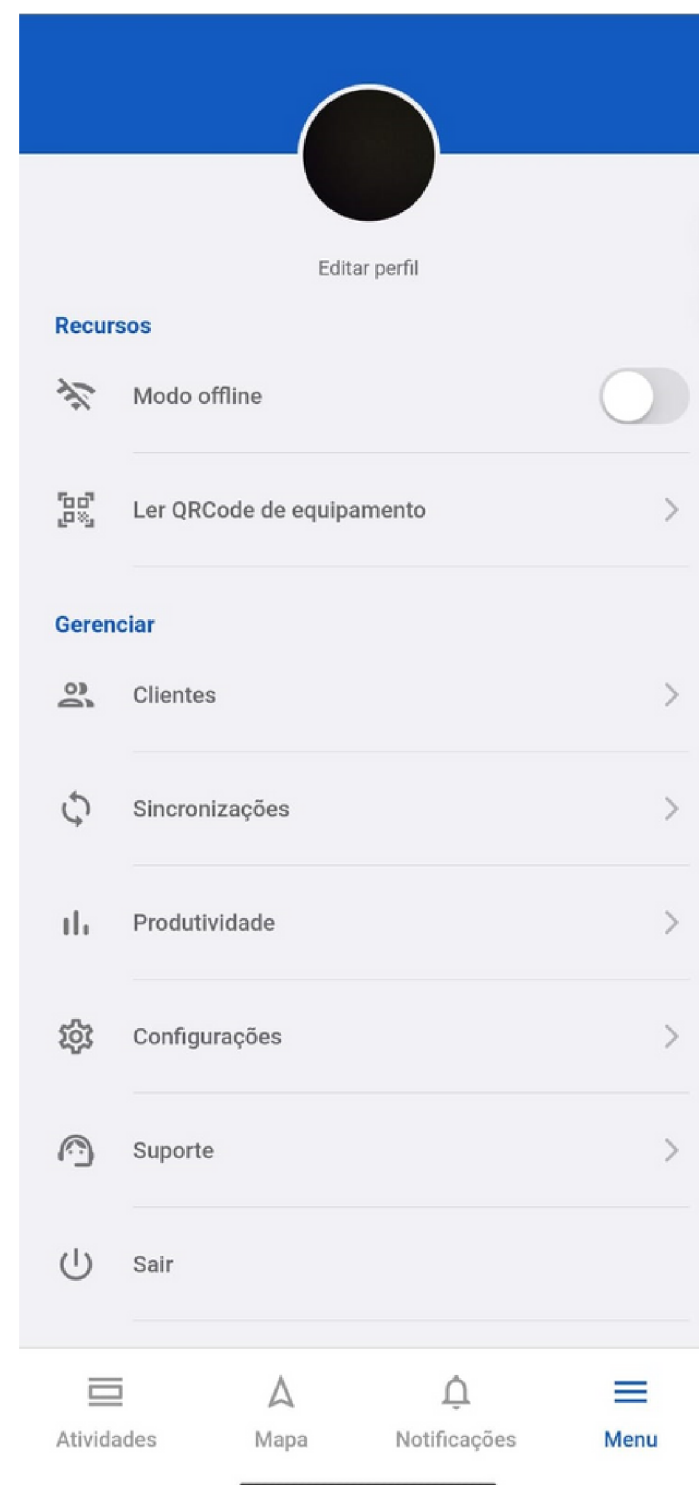 Editar perfil
Recursos
Modo offline
Ler QRCode de equipamento
Gerenciar
Clientes
Sincronizações
Produtividade
Configurações
Suporte
Sair
Atividades Mapa Notificações Menu